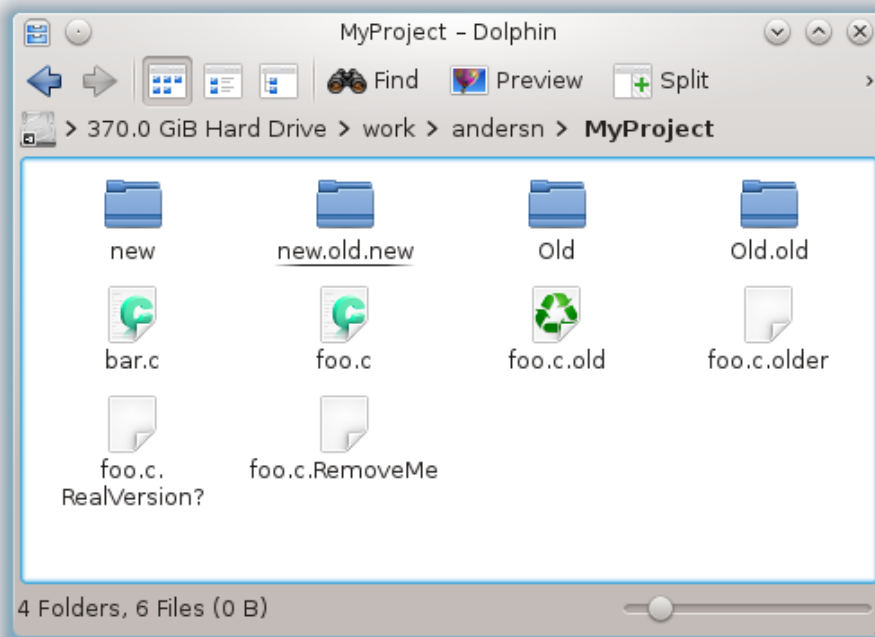 MyProject – Dolphin
Find Preview Split
> 370.0 GiB Hard Drive > work > andersn > MyProject
new new.old.new Old Old.old
bar.c foo.c foo.c.old foo.c.older
foo.c. foo.c.RemoveMe
RealVersion?
4 Folders, 6 Files (0 B)